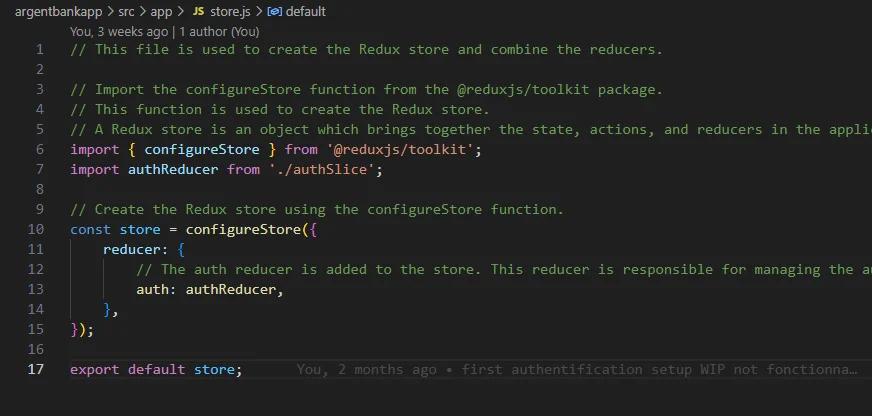 argentbankapp > src > app > JS store.js > default
You, 3 weeks ago | 1 author (You)
1 // This file is used to create the Redux store and combine the reducers.
2
3 // Import the configureStore function from the @reduxjs/toolkit package.
4 // This function is used to create the Redux store.
5 // A Redux store is an object which brings together the state, actions, and reducers in the appli
6 import { configureStore } from '@reduxjs/toolkit';
7 import authReducer from './authSlice';
8
9 // Create the Redux store using the configureStore function.
10 const store = configureStore({
11     reducer: {
12         // The auth reducer is added to the store. This reducer is responsible for managing the au
13         auth: authReducer,
14     },
15 });
16
17 export default store;     You, 2 months ago • first authentification setup WIP not fonctionna…